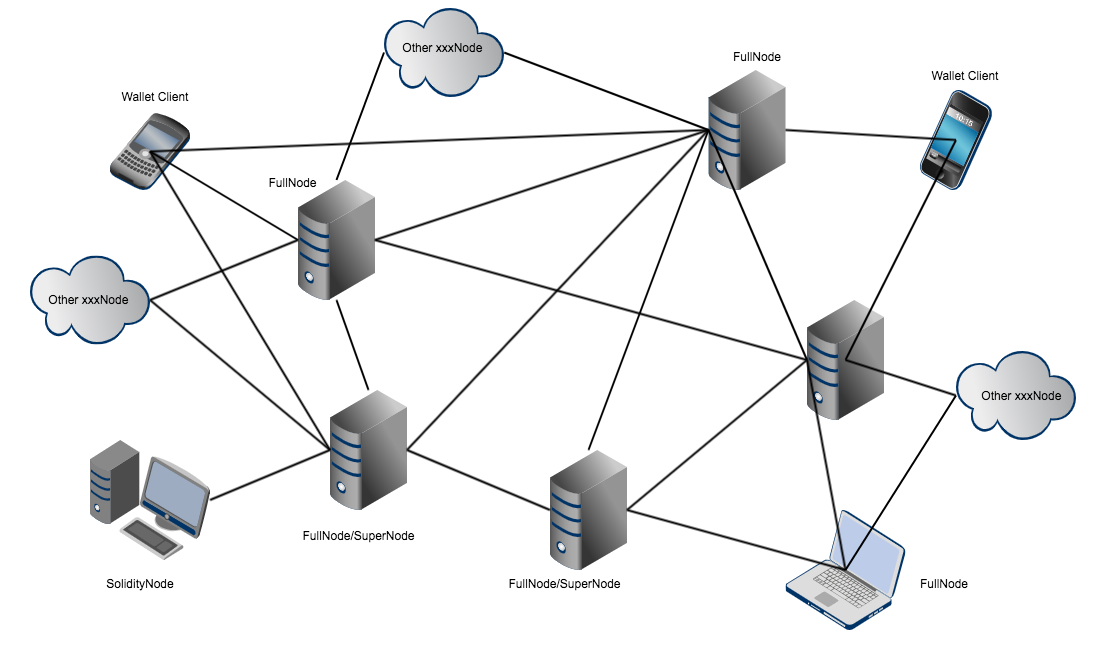 Other xxxNode
FullNode
Wallet Client
Wallet Client
10:15
FullNode
Other xxxNode
Other xxxNode
FullNode/SuperNode
SolidityNode
FullNode/SuperNode
FullNode